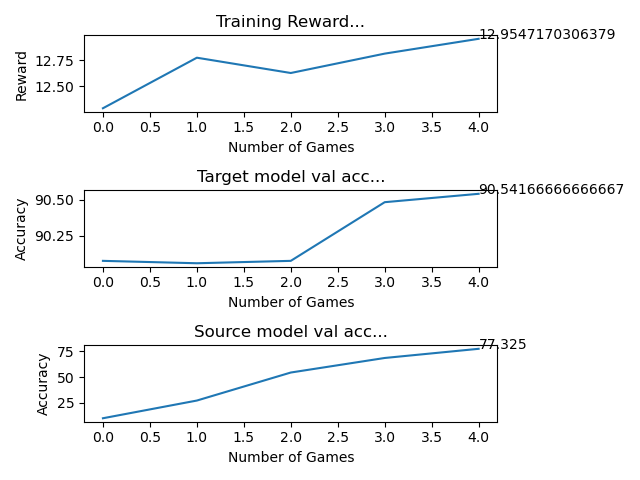 Training Reward...
12.9547170306379
12.75
12.50
Reward
0.0 0.5 1.0 1.5 2.0 2.5 3.0 3.5 4.0
Number of Games
Target model val acc...
90.54166666666667
90.50
90.25
Accuracy
0.0 0.5 1.0 1.5 2.0 2.5 3.0 3.5 4.0
Number of Games
Source model val acc...
77.325
75
50
25
Accuracy
0.0 0.5 1.0 1.5 2.0 2.5 3.0 3.5 4.0
Number of Games